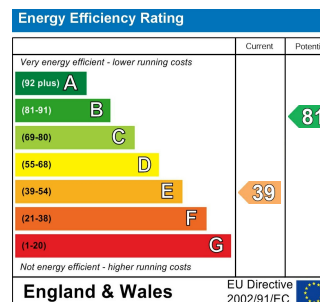 Energy Efficiency Rating
Current
Very energy efficient - lower running costs
(92 plus) A
(81-91) B
81
(69-80) C
(55-68) D
(39-54) E
39
(21-38) F
(1-20) G
Not energy efficient - higher running costs
England & Wales
EU Directive
2002/91/EC